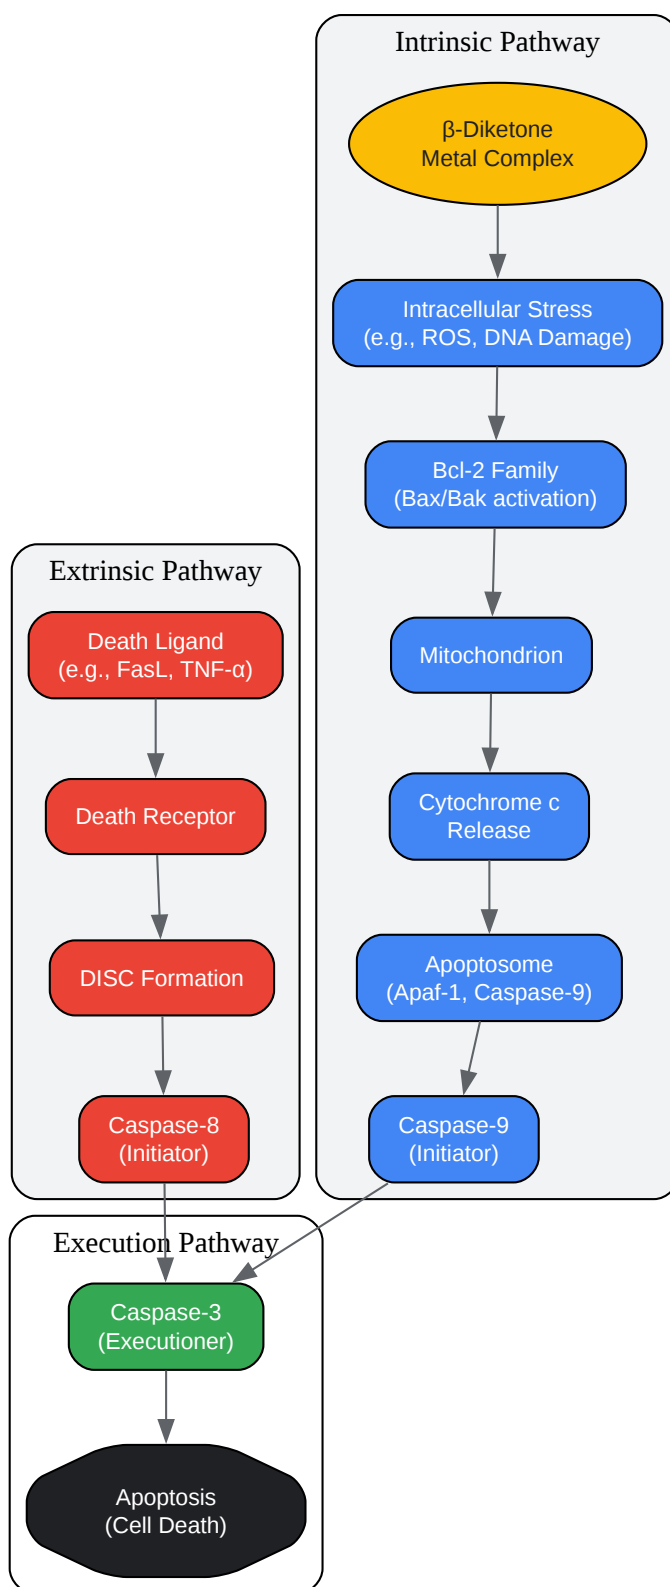 Intrinsic Pathway
β-Diketone
Metal Complex
Intracellular Stress
(e.g., ROS, DNA Damage)
Bcl-2 Family
(Bax/Bak activation)
Mitochondrion
Cytochrome c
Release
Apoptosome
(Apaf-1, Caspase-9)
Caspase-9
(Initiator)
Extrinsic Pathway
Death Ligand
(e.g., FasL, TNF-α)
Death Receptor
DISC Formation
Caspase-8
(Initiator)
Execution Pathway
Caspase-3
(Executioner)
Apoptosis
(Cell Death)